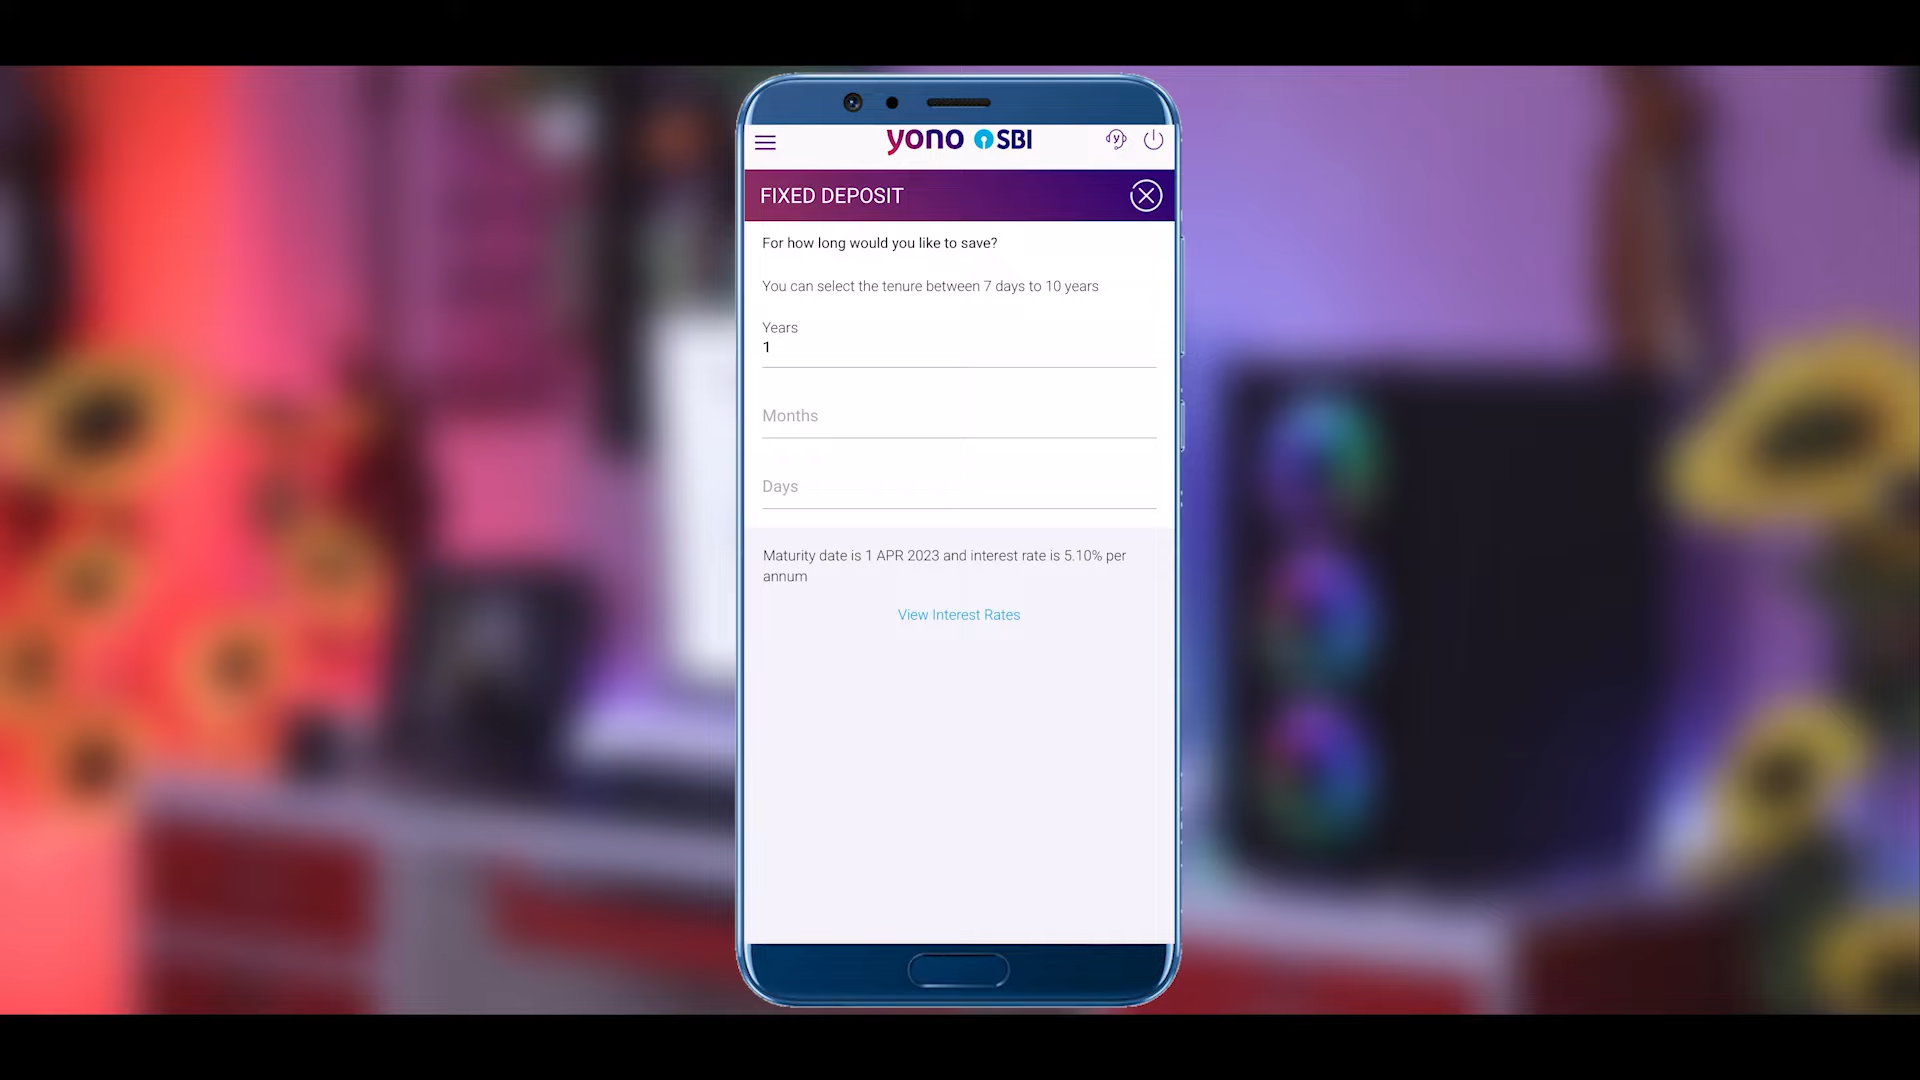 yono SBI
FIXED DEPOSIT
For how long would you like to save?
You can select the tenure between 7 days to 10 years
Years
1
Months
Days
Maturity date is 1 APR 2023 and interest rate is 5.10% per
annum
View Interest Rates